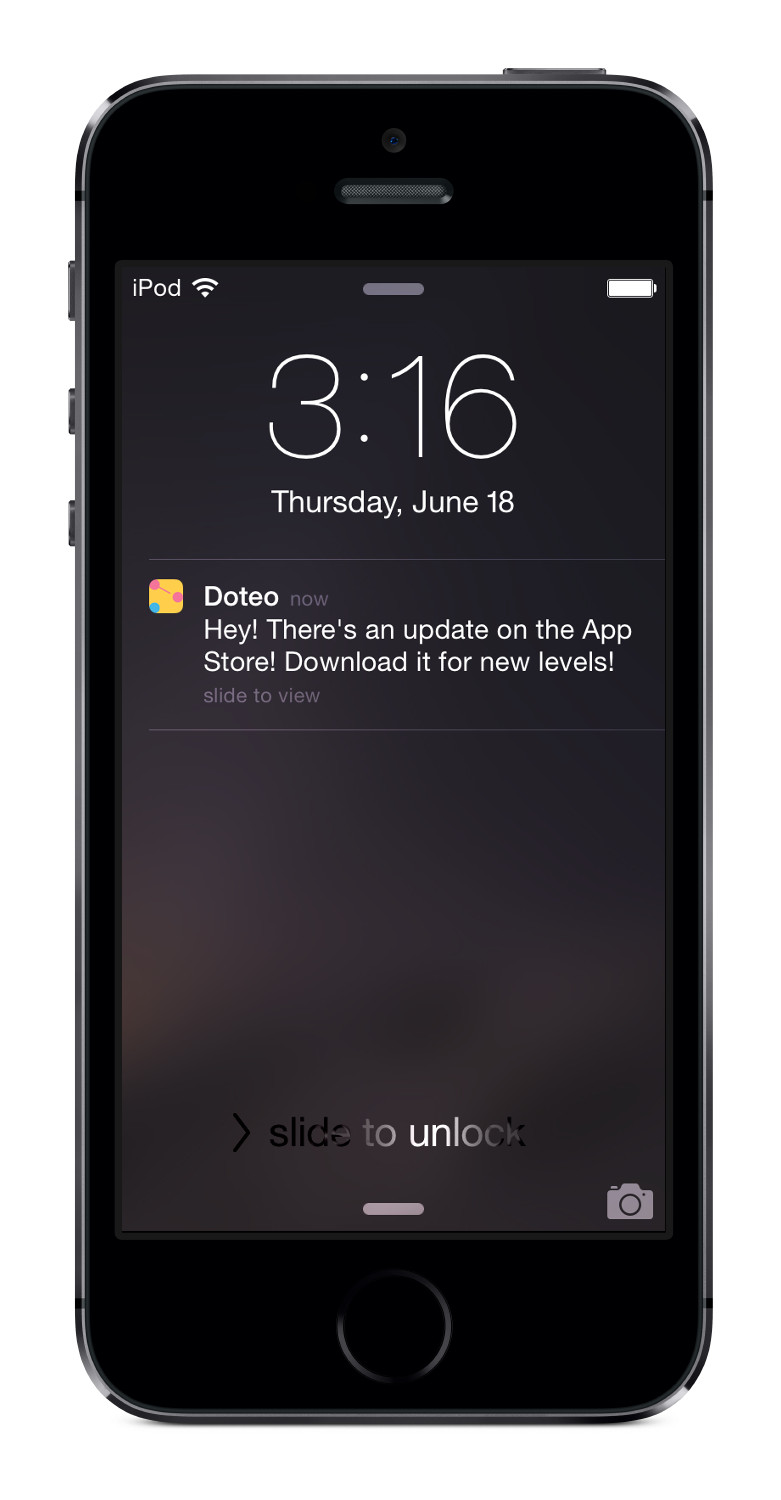 iPod
3:16
Thursday, June 18
Doteo now
Hey! There's an update on the App
Store! Download it for new levels!
slide to view
> slide to unlock